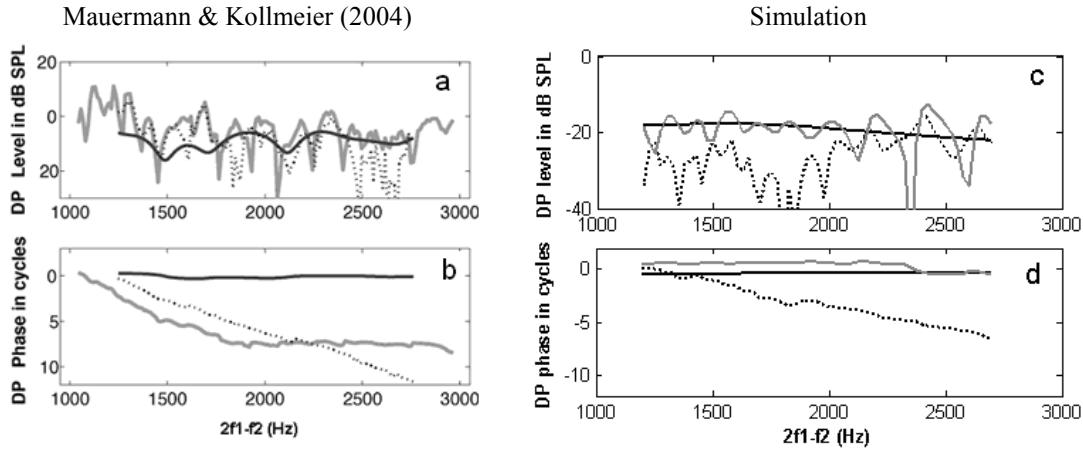 Mauermann & Kollmeier (2004)
Simulation
DP Level in dB SPL
20
0
20
a
1000
1500
2000
2500
3000
DP Phase in cycles
0
5
10
b
1000
1500
2000
2500
3000
2f1-f2 (Hz)
DP level in dB SPL
0
-20
-40
c
1000
1500
2000
2500
3000
DP phase in cycles
0
-5
-10
d
1000
1500
2000
2500
3000
2f1-f2 (Hz)